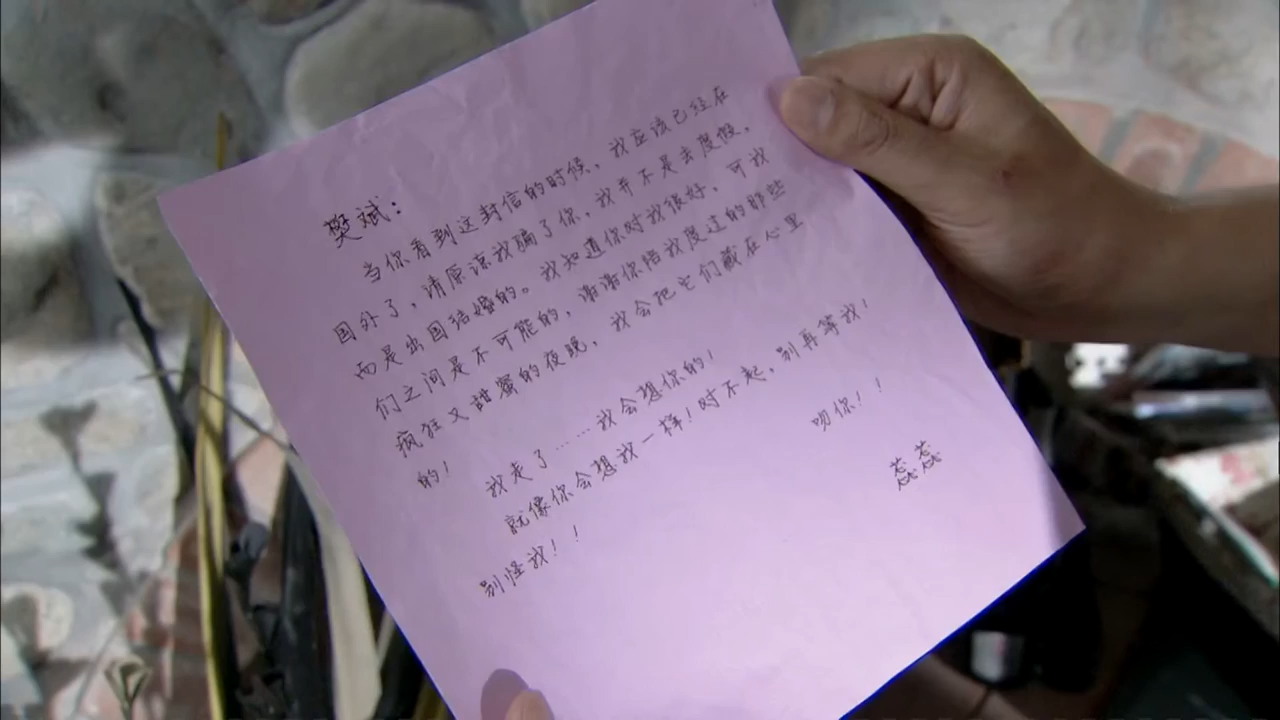 樊斌：
当你看到这封信的时候，我应该已经在
国外了，请原谅我骗了你，我并不是去度假，
而是出国结婚的。我知道你对我很好，可我
们之间是不可能的，谢谢你陪我度过的那些
疯狂又甜蜜的夜晚，我会把它们藏在心里
的！
我走了……我会想你的！
就像你会想我一样！对不起，别再等我！
别怪我！！
吻你！！
蕊蕊